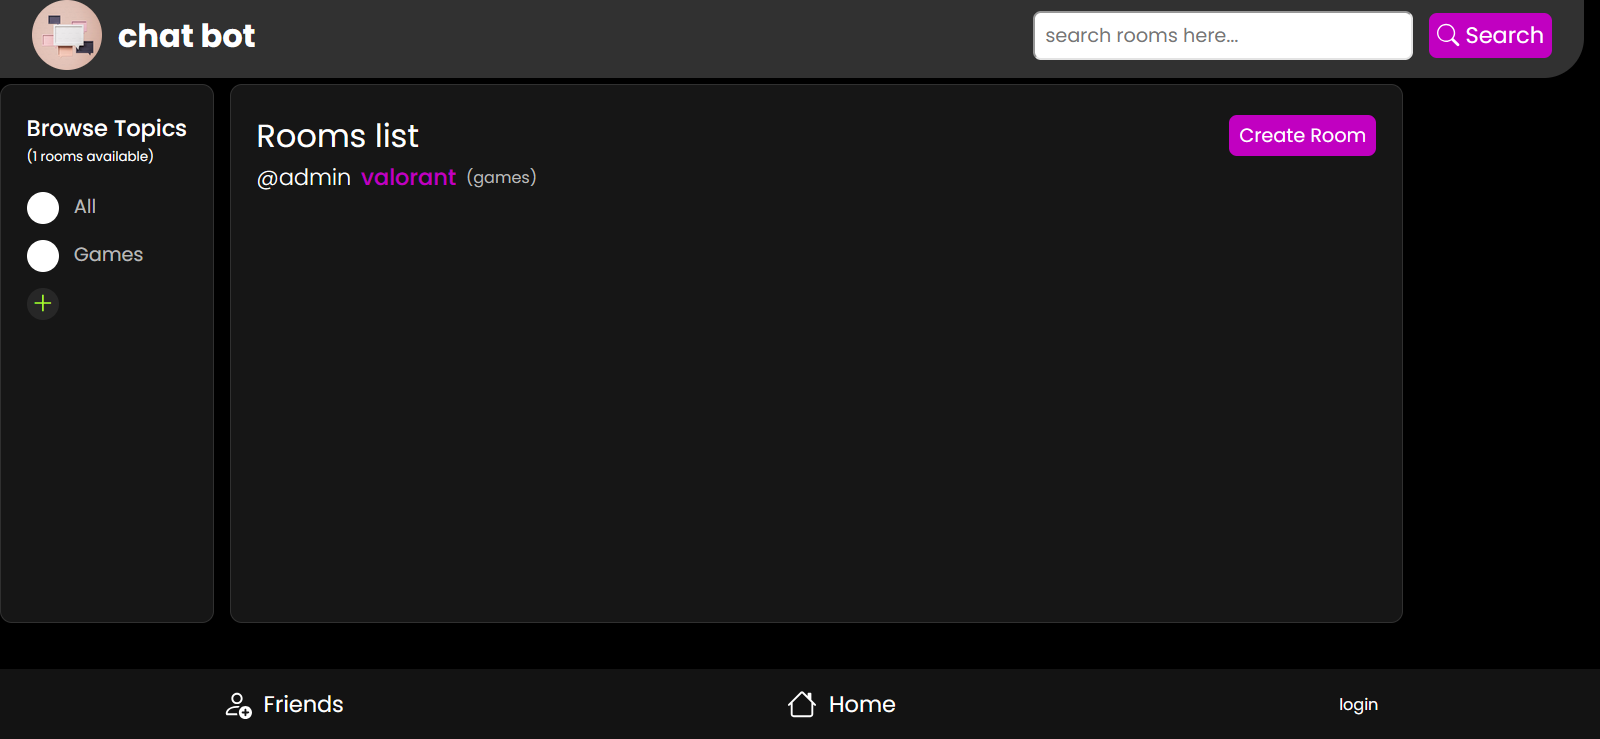 chat bot
search rooms here...
Search
Browse Topics
(1 rooms available)
All
Games
Rooms list
Create Room
@admin valorant (games)
Friends
Home
login